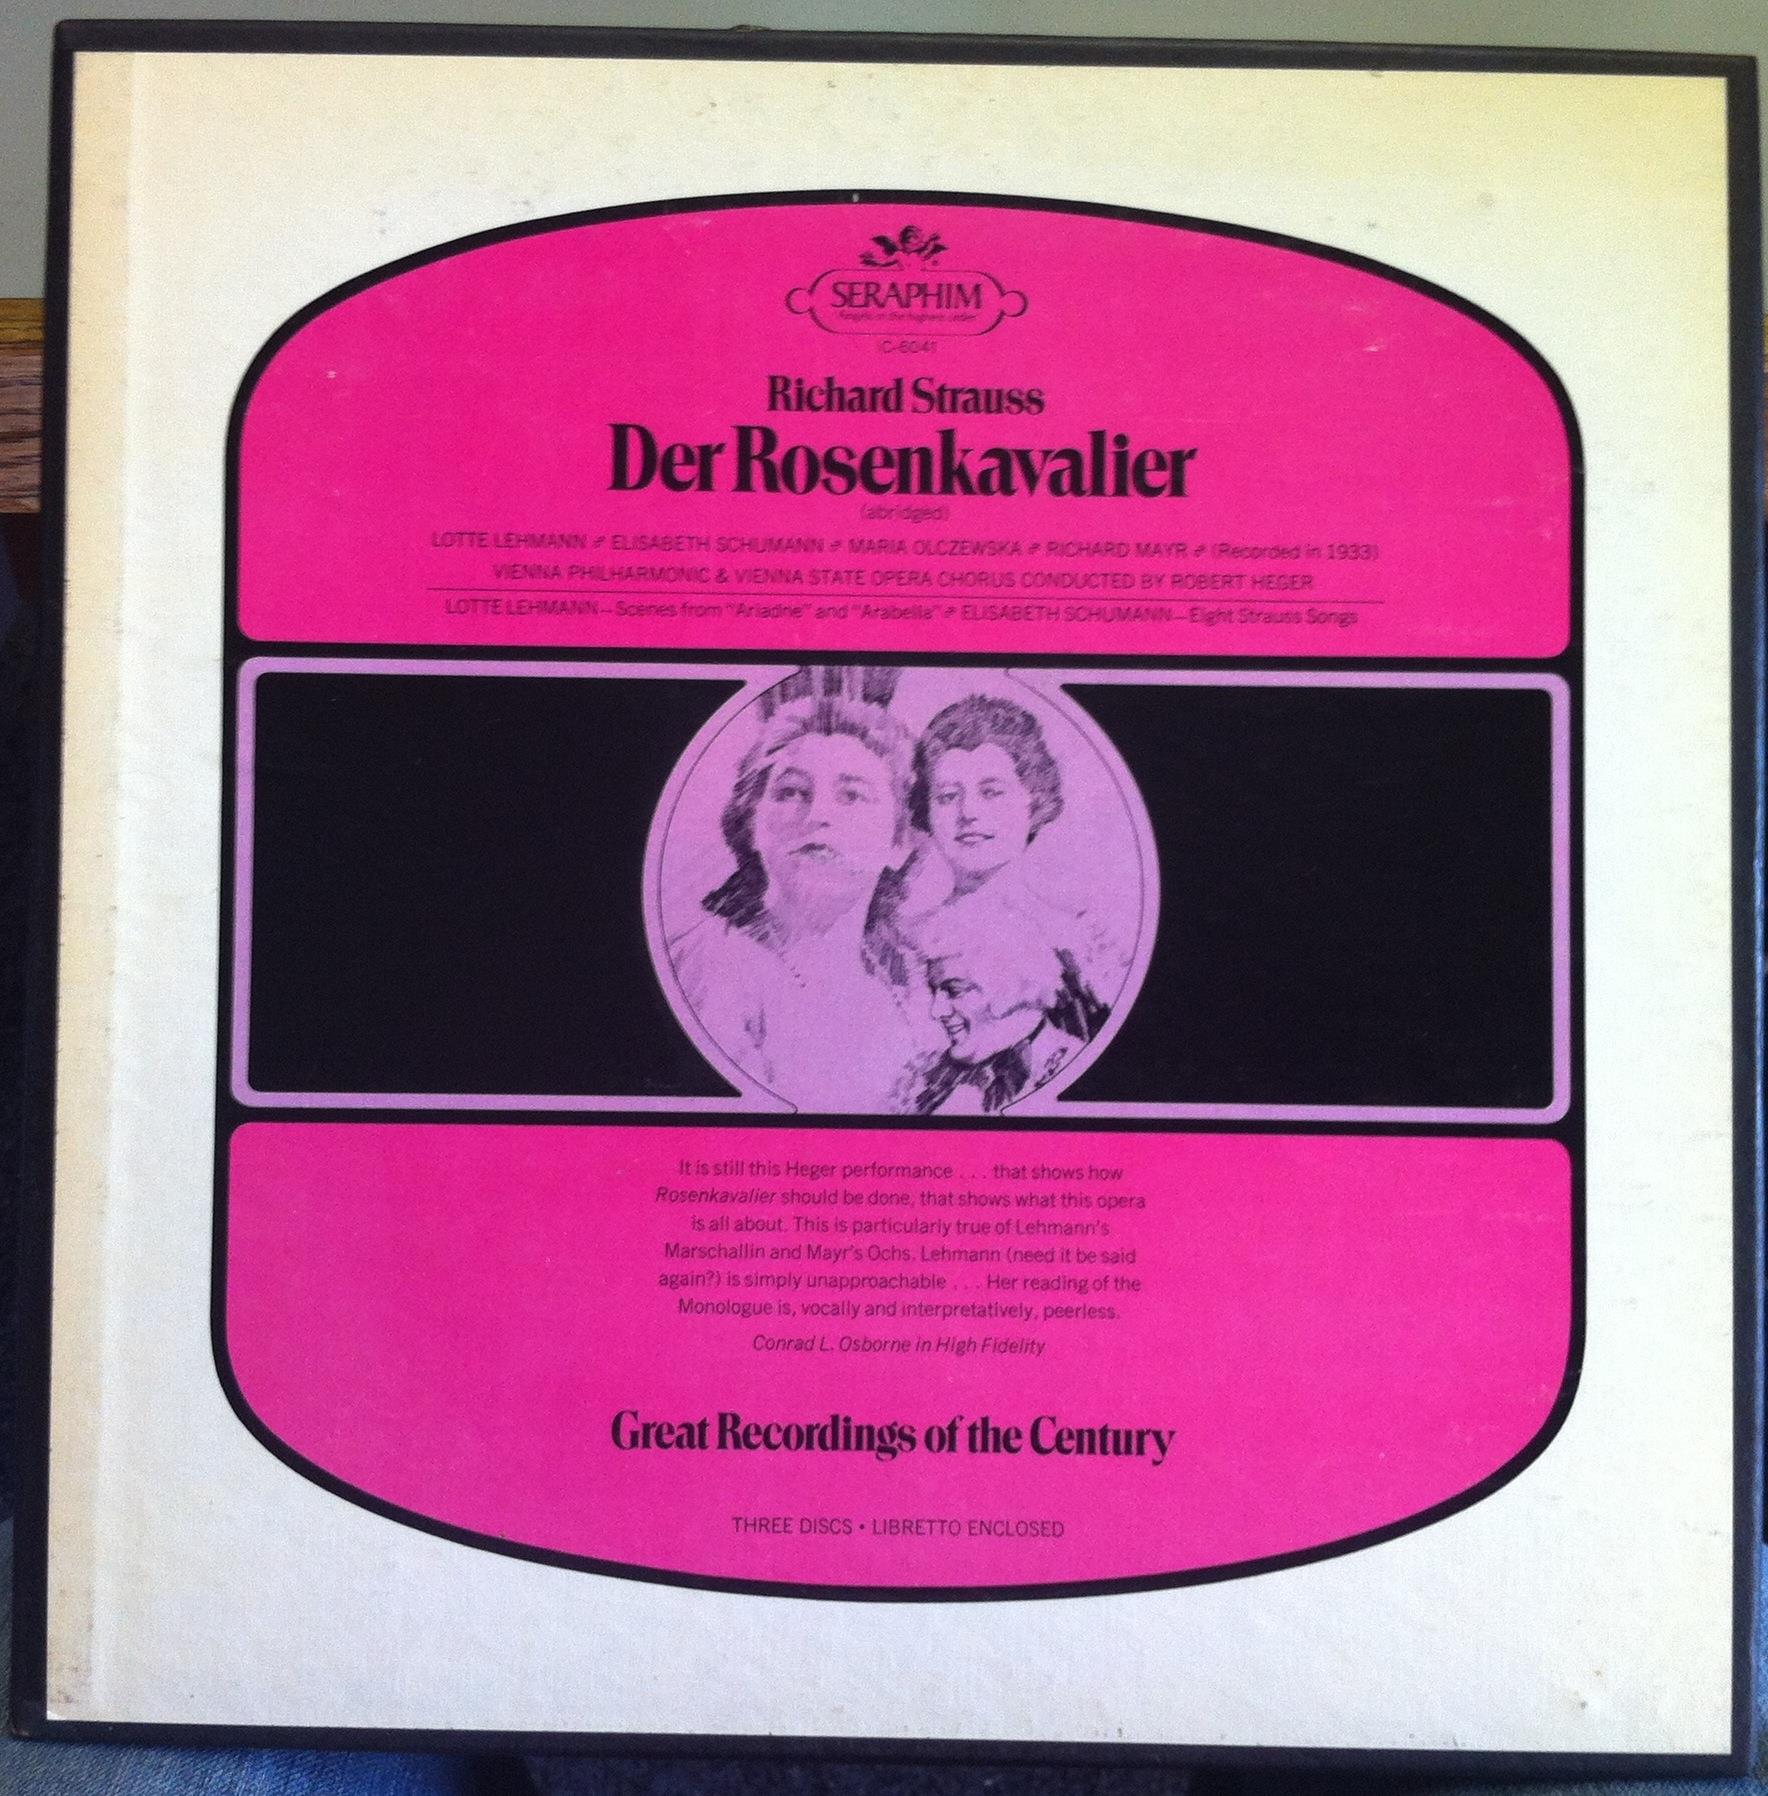 SERAPHIM
"Angels of the highest order"
IC-6041
Richard Strauss
Der Rosenkavalier
(abridged)
LOTTE LEHMANN ELISABETH SCHUMANN MARIA OLCZEWSKA RICHARD MAYR (Recorded in 1933)
VIENNA PHILHARMONIC & VIENNA STATE OPERA CHORUS CONDUCTED BY ROBERT HEGER
LOTTE LEHMANN—Scenes from "Ariadne" and "Arabella" ELISABETH SCHUMANN—Eight Strauss Songs
It is still this Heger performance . . . that shows how
Rosenkavalier should be done, that shows what this opera
is all about. This is particularly true of Lehmann's
Marschallin and Mayr's Ochs. Lehmann (need it be said
again?) is simply unapproachable . . . Her reading of the
Monologue is, vocally and interpretatively, peerless.
Conrad L. Osborne in High Fidelity
Great Recordings of the Century
THREE DISCS • LIBRETTO ENCLOSED